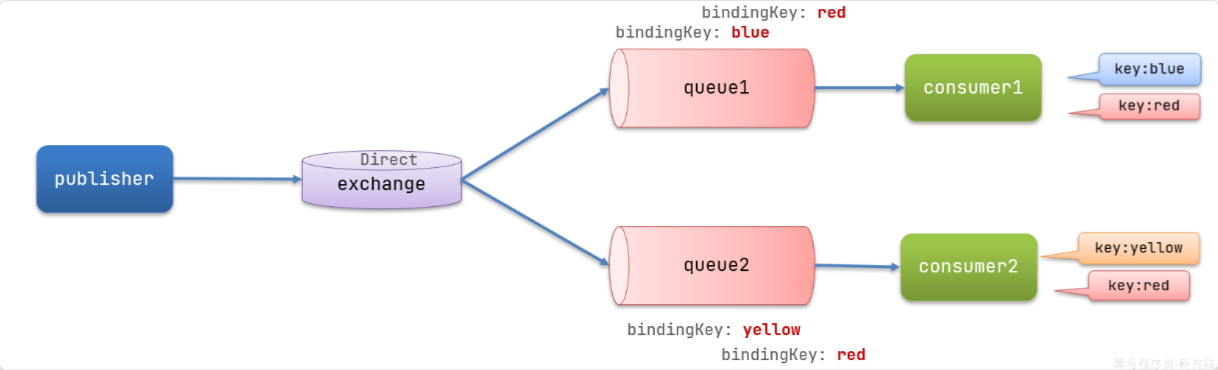 bindingKey: red
bindingKey: blue
queue1
consumer1
key:blue
key:red
publisher
Direct
exchange
queue2
consumer2
key:yellow
key:red
bindingKey: yellow
bindingKey: red
黑马程序员-研究院